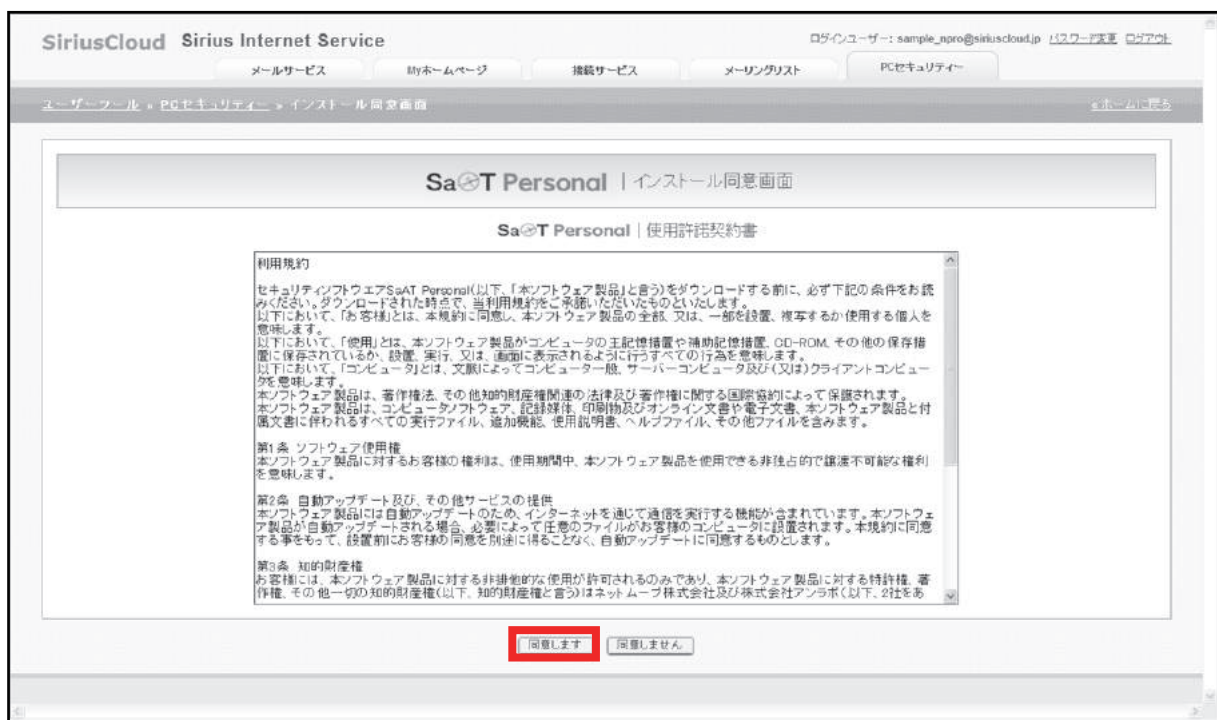 SiriusCloud Sirius Internet Service
ログインユーザー: sample_npro@siriuscloud.jp パスワード変更 ログアウト
メールサービス Myホームページ 接続サービス メーリングリスト PCセキュリティー
ユーザーツール » PCセキュリティー » インストール同意画面 «ホームに戻る
SaAT Personal | インストール同意画面
SaAT Personal | 使用許諾契約書
利用規約
セキュリティソフトウエアSaAT Personal(以下、「本ソフトウェア製品」と言う)をダウンロードする前に、必ず下記の条件をお読
みください。ダウンロードされた時点で、当利用規約をご承諾いただいたものといたします。
以下において、「お客様」とは、本規約に同意し、本ソフトウェア製品の全部、又は、一部を設置、複写するか使用する個人を
意味します。
以下において、「使用」とは、本ソフトウェア製品がコンピュータの主記憶措置や補助記憶措置、CD-ROM、その他の保存措
置に保存されているか、設置、実行、又は、画面に表示されるように行うすべての行為を意味します。
以下において、「コンピュータ」とは、文脈によってコンピューター般、サーバーコンピュータ及び(又は)クライアントコンピュー
タを意味します。
本ソフトウェア製品は、著作権法、その他知的財産権関連の法律及び著作権に関する国際協約によって保護されます。
本ソフトウェア製品は、コンピュータソフトウェア、記録媒体、印刷物及びオンライン文書や電子文書、本ソフトウェア製品と付
属文書に伴われるすべての実行ファイル、追加機能、使用説明書、ヘルプファイル、その他ファイルを含みます。
第1条 ソフトウェア使用権
本ソフトウェア製品に対するお客様の権利は、使用期間中、本ソフトウェア製品を使用できる非独占的で譲渡不可能な権利
を意味します。
第2条 自動アップデート及び、その他サービスの提供
本ソフトウェア製品には自動アップデートのため、インターネットを通じて通信を実行する機能が含まれています。本ソフトウェ
ア製品が自動アップデートされる場合、必要によって任意のファイルがお客様のコンピュータに設置されます。本規約に同意
する事をもって、設置前にお客様の同意を別途に得ることなく、自動アップデートに同意するものとします。
第3条 知的財産権
お客様には、本ソフトウェア製品に対する非排他的な使用が許可されるのみであり、本ソフトウェア製品に対する特許権、著
作権、その他一切の知的財産権(以下、知的財産権と言う)はネットムーブ株式会社及び株式会社アンラボ(以下、2社をあ
同意します 同意しません